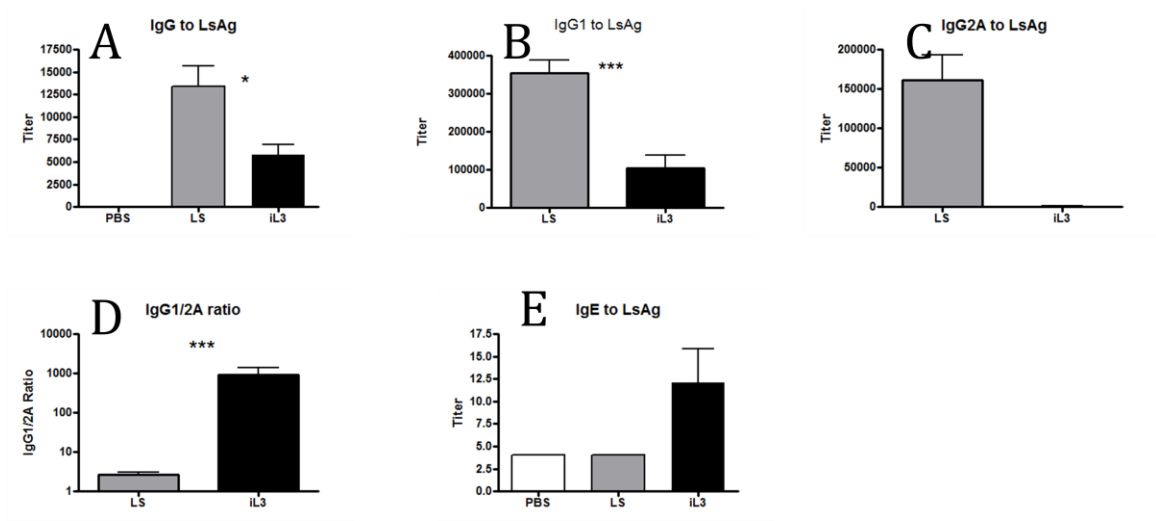 A
IgG to LsAg
Titer
17500
15000
12500
10000
7500
5000
2500
0
*
PBS LS iL3
B
IgG1 to LsAg
Titer
400000
300000
200000
100000
0
***
LS iL3
C
IgG2A to LsAg
Titer
200000
150000
100000
50000
0
LS iL3
D
IgG1/2A ratio
IgG1/2A Ratio
10000
1000
100
10
1
***
LS iL3
E
IgE to LsAg
Titer
17.5
15.0
12.5
10.0
7.5
5.0
2.5
0.0
PBS LS iL3